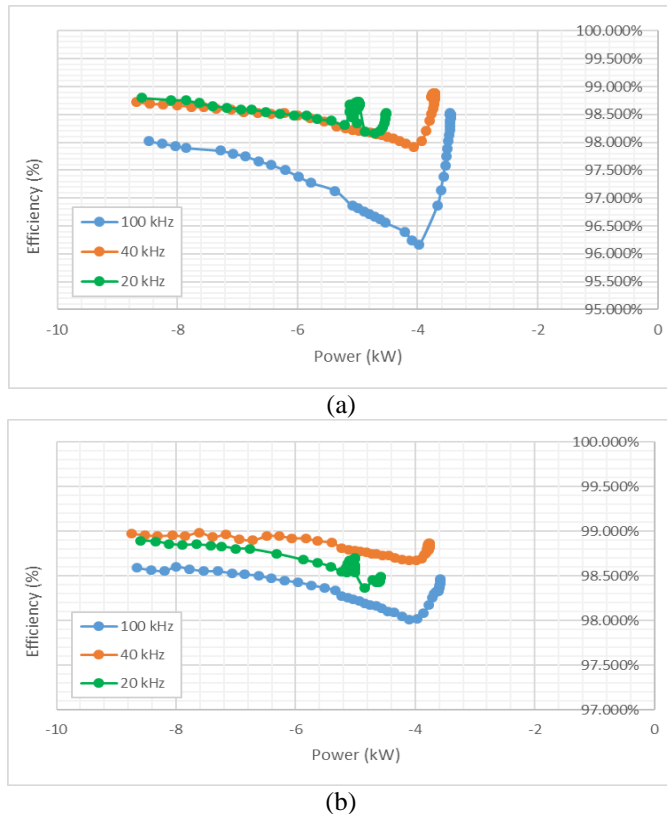 100.000%
99.500%
99.000%
98.500%
98.000%
97.500%
97.000%
96.500%
96.000%
95.500%
95.000%
Efficiency (%)
100 kHz
40 kHz
20 kHz
-10
-8
-6
-4
-2
0
Power (kW)
(a)
100.000%
99.500%
99.000%
98.500%
98.000%
97.500%
97.000%
Efficiency (%)
100 kHz
40 kHz
20 kHz
-10
-8
-6
-4
-2
0
Power (kW)
(b)